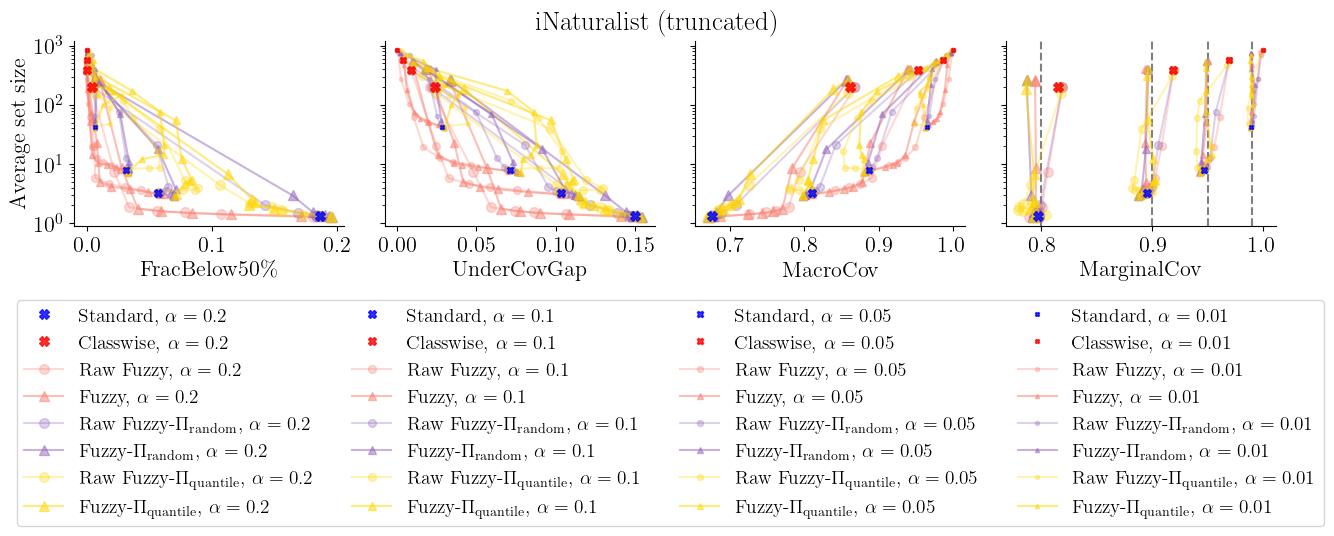 iNaturalist (truncated)
Average set size
10³
10²
10¹
10⁰
0.0 0.1 0.2
FracBelow50%
0.00 0.05 0.10 0.15
UnderCovGap
0.7 0.8 0.9 1.0
MacroCov
0.8 0.9 1.0
MarginalCov
Standard, α = 0.2
Classwise, α = 0.2
Raw Fuzzy, α = 0.2
Fuzzy, α = 0.2
Raw Fuzzy-Π_random, α = 0.2
Fuzzy-Π_random, α = 0.2
Raw Fuzzy-Π_quantile, α = 0.2
Fuzzy-Π_quantile, α = 0.2
Standard, α = 0.1
Classwise, α = 0.1
Raw Fuzzy, α = 0.1
Fuzzy, α = 0.1
Raw Fuzzy-Π_random, α = 0.1
Fuzzy-Π_random, α = 0.1
Raw Fuzzy-Π_quantile, α = 0.1
Fuzzy-Π_quantile, α = 0.1
Standard, α = 0.05
Classwise, α = 0.05
Raw Fuzzy, α = 0.05
Fuzzy, α = 0.05
Raw Fuzzy-Π_random, α = 0.05
Fuzzy-Π_random, α = 0.05
Raw Fuzzy-Π_quantile, α = 0.05
Fuzzy-Π_quantile, α = 0.05
Standard, α = 0.01
Classwise, α = 0.01
Raw Fuzzy, α = 0.01
Fuzzy, α = 0.01
Raw Fuzzy-Π_random, α = 0.01
Fuzzy-Π_random, α = 0.01
Raw Fuzzy-Π_quantile, α = 0.01
Fuzzy-Π_quantile, α = 0.01